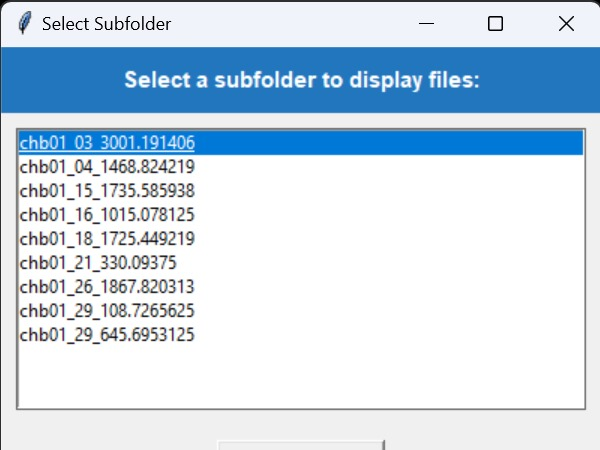 Select Subfolder
Select a subfolder to display files:
chb01_03_3001.191406
chb01_04_1468.824219
chb01_15_1735.585938
chb01_16_1015.078125
chb01_18_1725.449219
chb01_21_330.09375
chb01_26_1867.820313
chb01_29_108.7265625
chb01_29_645.6953125